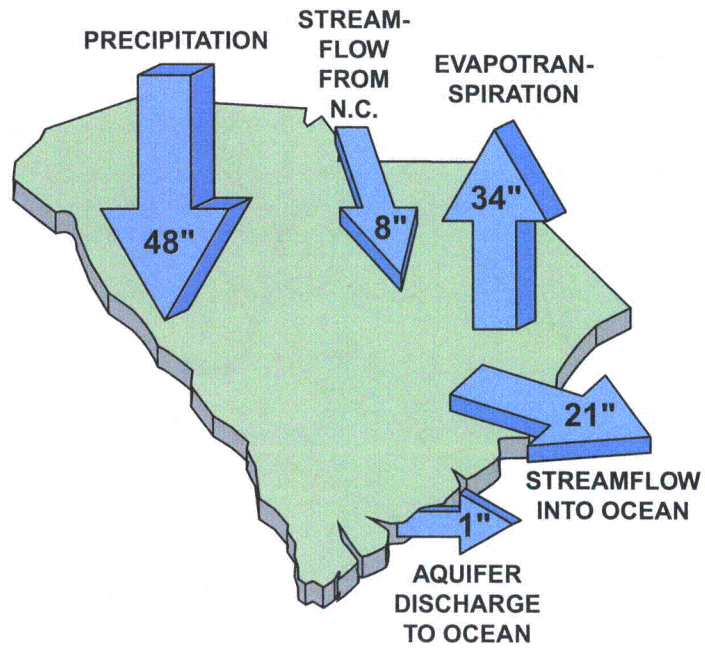 PRECIPITATION
STREAM-
FLOW
FROM
N.C.
EVAPOTRAN-
SPIRATION
48"
8"
34"
21"
STREAMFLOW
INTO OCEAN
1"
AQUIFER
DISCHARGE
TO OCEAN